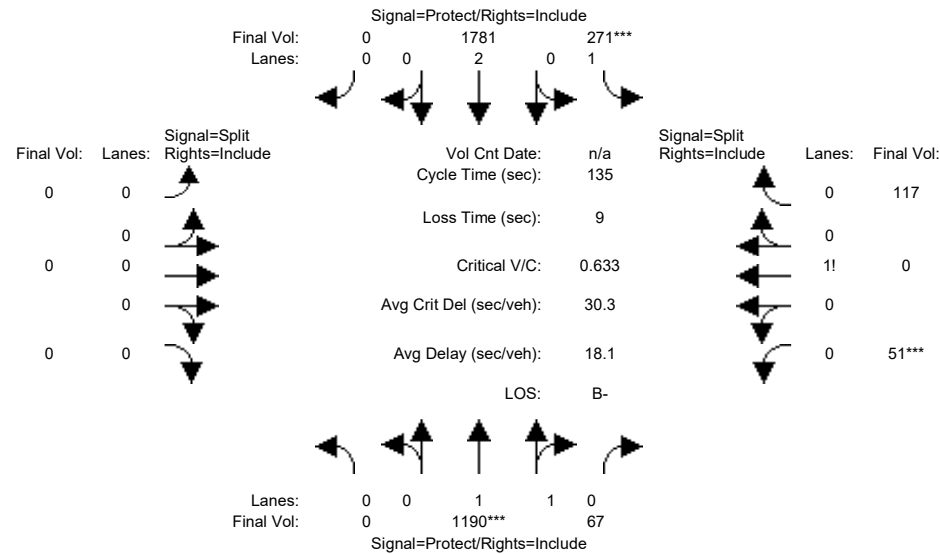 Signal=Protect/Rights=Include
Final Vol: 0 1781 271***
Lanes: 0 0 2 0 1
Signal=Split Signal=Split
Final Vol: Lanes: Rights=Include Vol Cnt Date: n/a Rights=Include Lanes: Final Vol:
Cycle Time (sec): 135
0 0 0 117
Loss Time (sec): 9
0 0
0 0 Critical V/C: 0.633 1! 0
0 Avg Crit Del (sec/veh): 30.3 0
0 0 Avg Delay (sec/veh): 18.1 0 51***
LOS: B-
Lanes: 0 0 1 1 0
Final Vol: 0 1190*** 67
Signal=Protect/Rights=Include